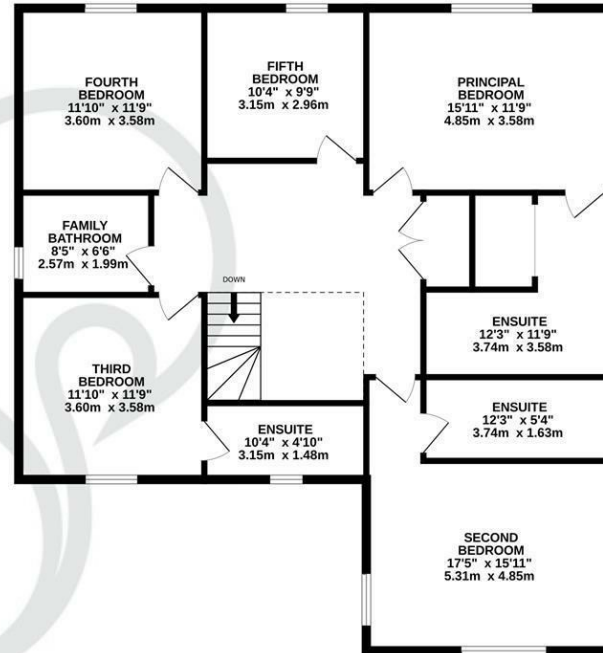 FOURTH
BEDROOM
11'10" x 11'9"
3.60m x 3.58m
FIFTH
BEDROOM
10'4" x 9'9"
3.15m x 2.96m
PRINCIPAL
BEDROOM
15'11" x 11'9"
4.85m x 3.58m
FAMILY
BATHROOM
8'5" x 6'6"
2.57m x 1.99m
DOWN
ENSUITE
12'3" x 11'9"
3.74m x 3.58m
THIRD
BEDROOM
11'10" x 11'9"
3.60m x 3.58m
ENSUITE
10'4" x 4'10"
3.15m x 1.48m
ENSUITE
12'3" x 5'4"
3.74m x 1.63m
SECOND
BEDROOM
17'5" x 15'11"
5.31m x 4.85m